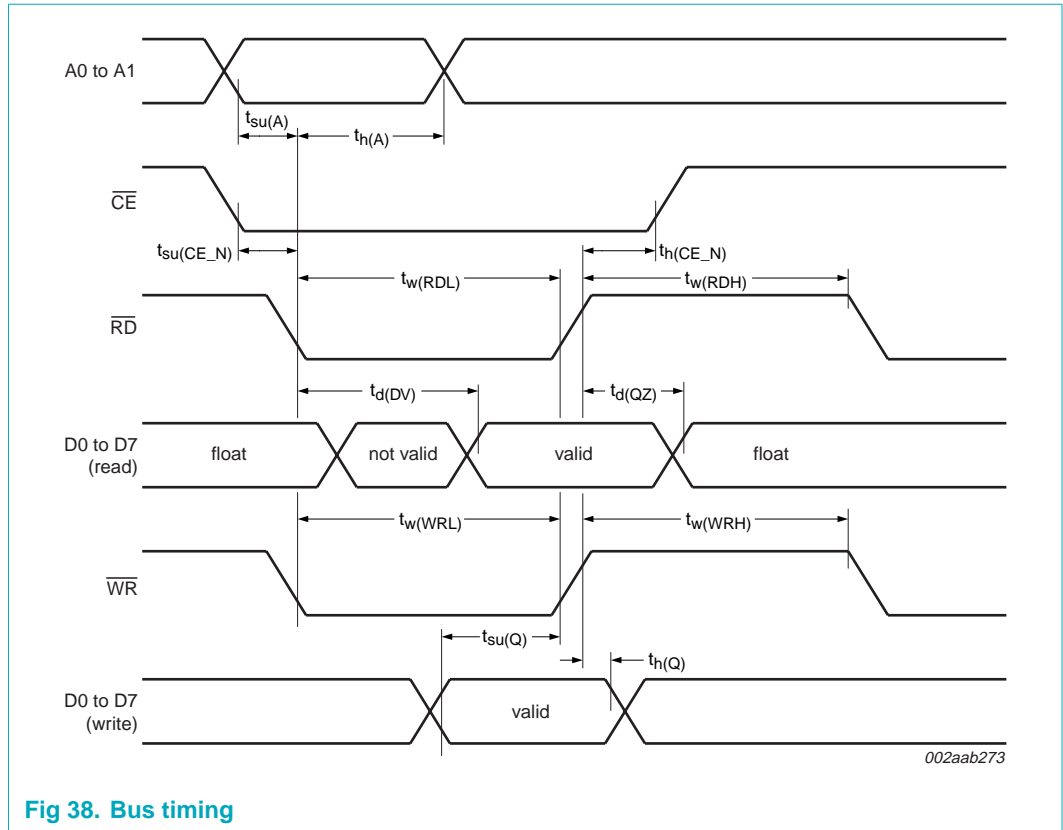 A0 to A1
tsu(A)
th(A)
CE
tsu(CE_N)
th(CE_N)
tw(RDL)
tw(RDH)
RD
td(DV)
td(QZ)
D0 to D7
(read)
float
not valid
valid
float
tw(WRL)
tw(WRH)
WR
tsu(Q)
th(Q)
D0 to D7
(write)
valid
002aab273
Fig 38. Bus timing